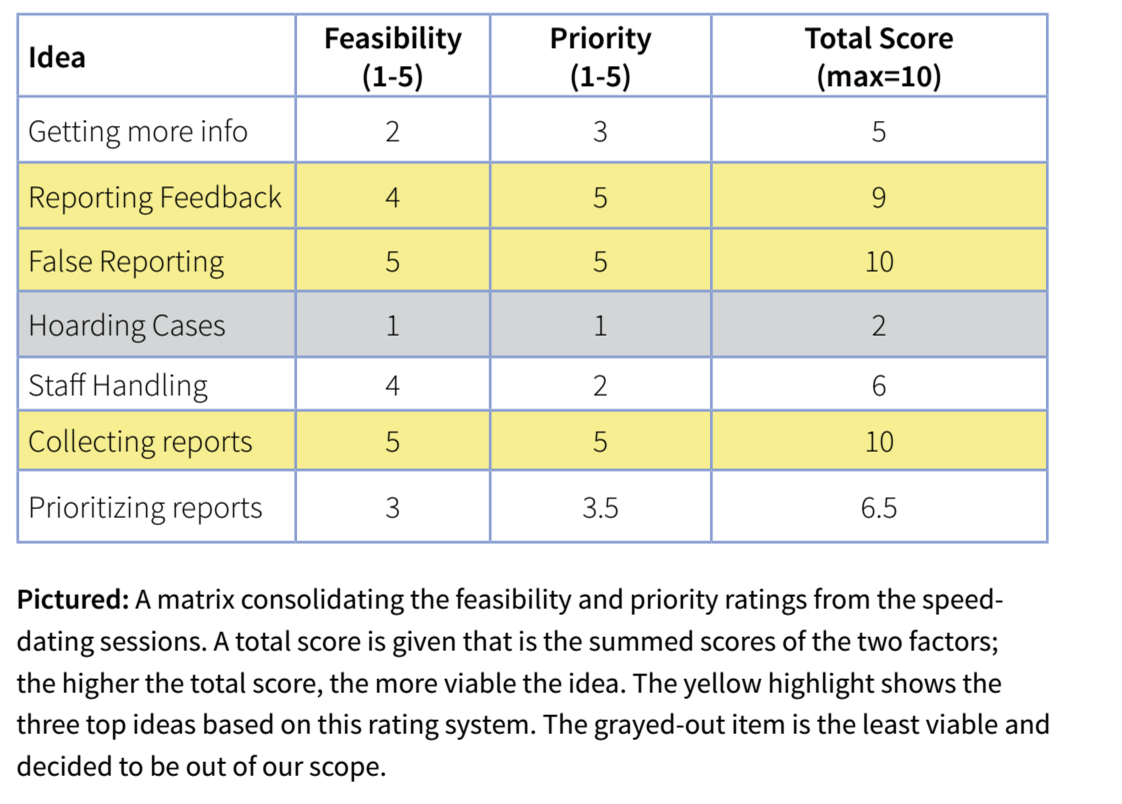 Idea Feasibility (1-5) Priority (1-5) Total Score (max=10)
Getting more info 2 3 5
Reporting Feedback 4 5 9
False Reporting 5 5 10
Hoarding Cases 1 1 2
Staff Handling 4 2 6
Collecting reports 5 5 10
Prioritizing reports 3 3.5 6.5
Pictured: A matrix consolidating the feasibility and priority ratings from the speed-
dating sessions. A total score is given that is the summed scores of the two factors;
the higher the total score, the more viable the idea. The yellow highlight shows the
three top ideas based on this rating system. The grayed-out item is the least viable and
decided to be out of our scope.